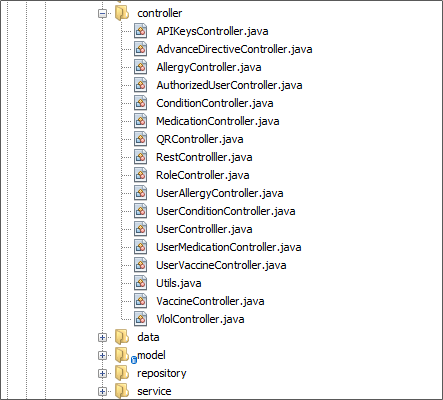 controller
APIKeysController.java
AdvanceDirectiveController.java
AllergyController.java
AuthorizedUserController.java
ConditionController.java
MedicationController.java
QRController.java
RestControlller.java
RoleController.java
UserAllergyController.java
UserConditionController.java
UserControlller.java
UserMedicationController.java
UserVaccineController.java
Utils.java
VaccineController.java
VlolController.java
data
model
repository
service